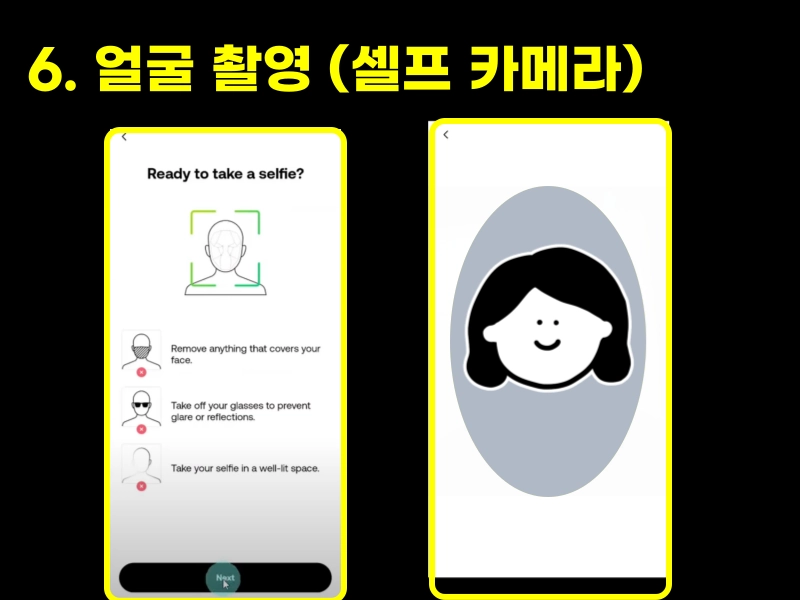 6. 얼굴 촬영 (셀프 카메라)
Ready to take a selfie?
Remove anything that covers your
face.
Take off your glasses to prevent
glare or reflections.
Take your selfie in a well-lit space.
Next